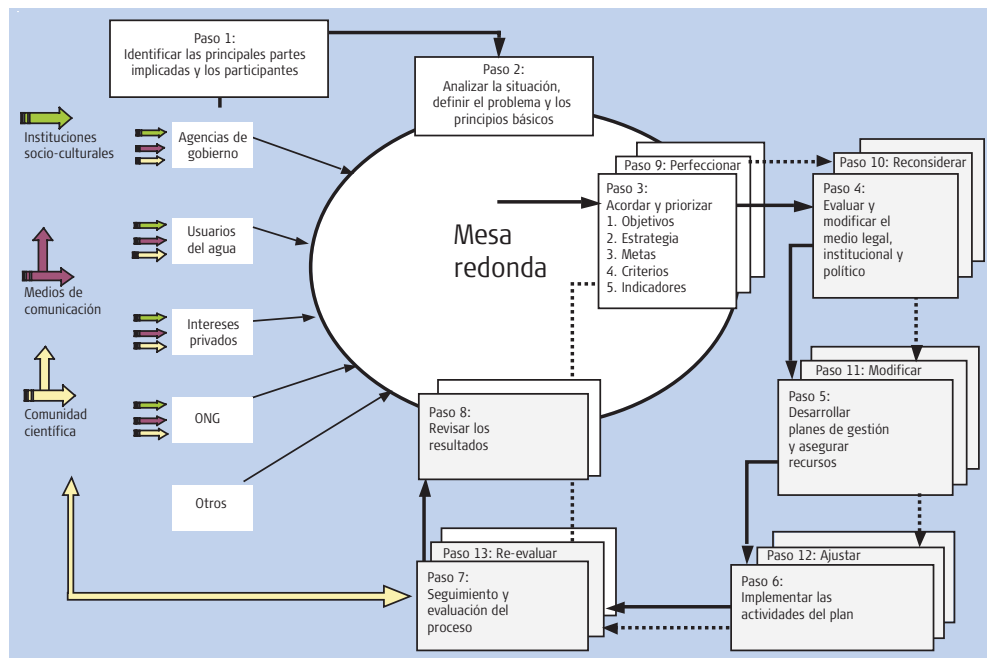 Paso 1:
Identificar las principales partes
implicadas y los participantes
Paso 2:
Analizar la situación,
definir el problema y los
principios básicos
Instituciones
socio-culturales
Medios de
comunicación
Comunidad
científica
Agencias de
gobierno
Usuarios
del agua
Intereses
privados
ONG
Otros
Mesa
redonda
Paso 9: Perfeccionar
Paso 3:
Acordar y priorizar
1. Objetivos
2. Estrategia
3. Metas
4. Criterios
5. Indicadores
Paso 10: Reconsiderar
Paso 4:
Evaluar y
modificar el
medio legal,
institucional y
político
Paso 11: Modificar
Paso 5:
Desarrollar
planes de gestión
y asegurar
recursos
Paso 12: Ajustar
Paso 6:
Implementar las
actividades del plan
Paso 13: Re-evaluar
Paso 7:
Seguimiento y
evaluación del
proceso
Paso 8:
Revisar los
resultados